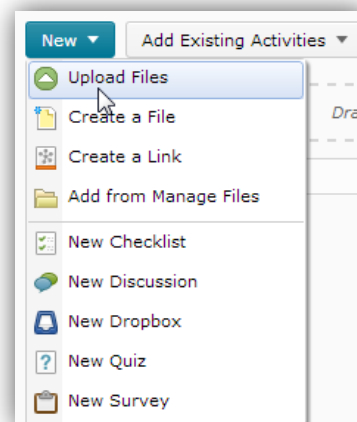 New Add Existing Activities
Upload Files
Create a File
Dra
Create a Link
Add from Manage Files
New Checklist
New Discussion
New Dropbox
New Quiz
New Survey